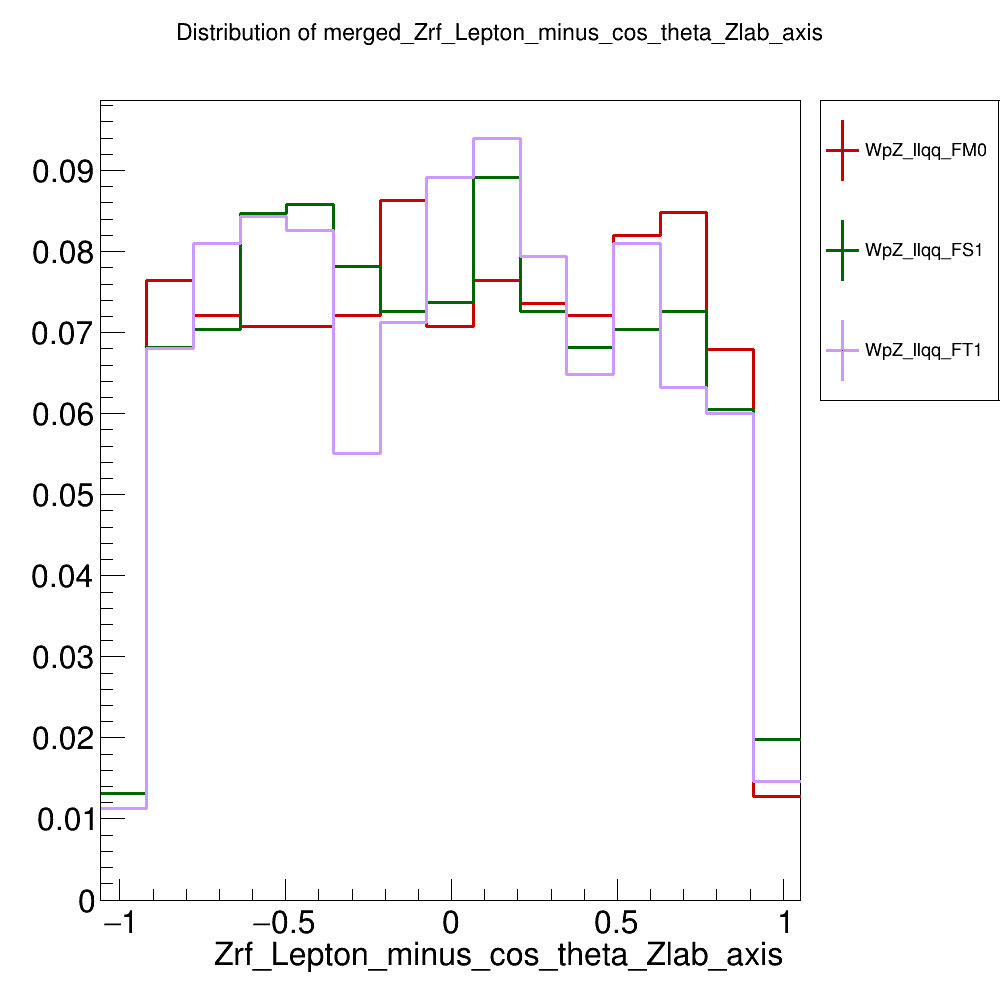 Distribution of merged_Zrf_Lepton_minus_cos_theta_Zlab_axis
WpZ_llqq_FM0
WpZ_llqq_FS1
WpZ_llqq_FT1
0.09
0.08
0.07
0.06
0.05
0.04
0.03
0.02
0.01
0
−1 −0.5 0 0.5 1
Zrf_Lepton_minus_cos_theta_Zlab_axis